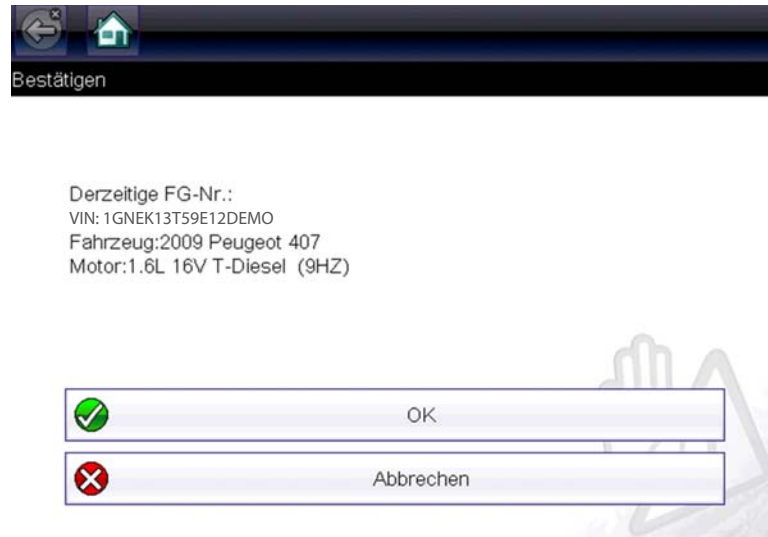 Bestätigen
Derzeitige FG-Nr.:
VIN: 1GNEK13T59E12DEMO
Fahrzeug:2009 Peugeot 407
Motor:1.6L 16V T-Diesel (9HZ)
OK
Abbrechen